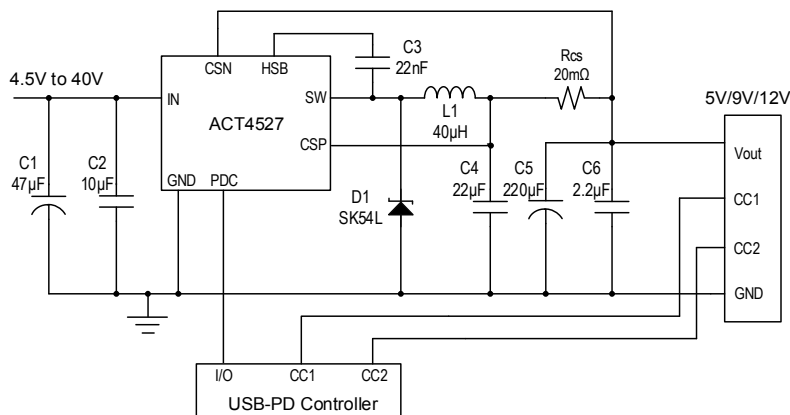 CSN
HSB
C3
22nF
Rcs
20mΩ
4.5V to 40V
IN
SW
L1
40µH
5V/9V/12V
ACT4527
CSP
Vout
C1
47µF
C2
10µF
GND
PDC
D1
SK54L
C4
22µF
C5
220µF
C6
2.2µF
CC1
CC2
GND
I/O
CC1
CC2
USB-PD Controller